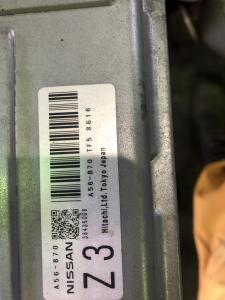 A56-B70 TF5 8616
Hitachi,Ltd.Tokyo Japan
A56-B70
NISSAN
Z3